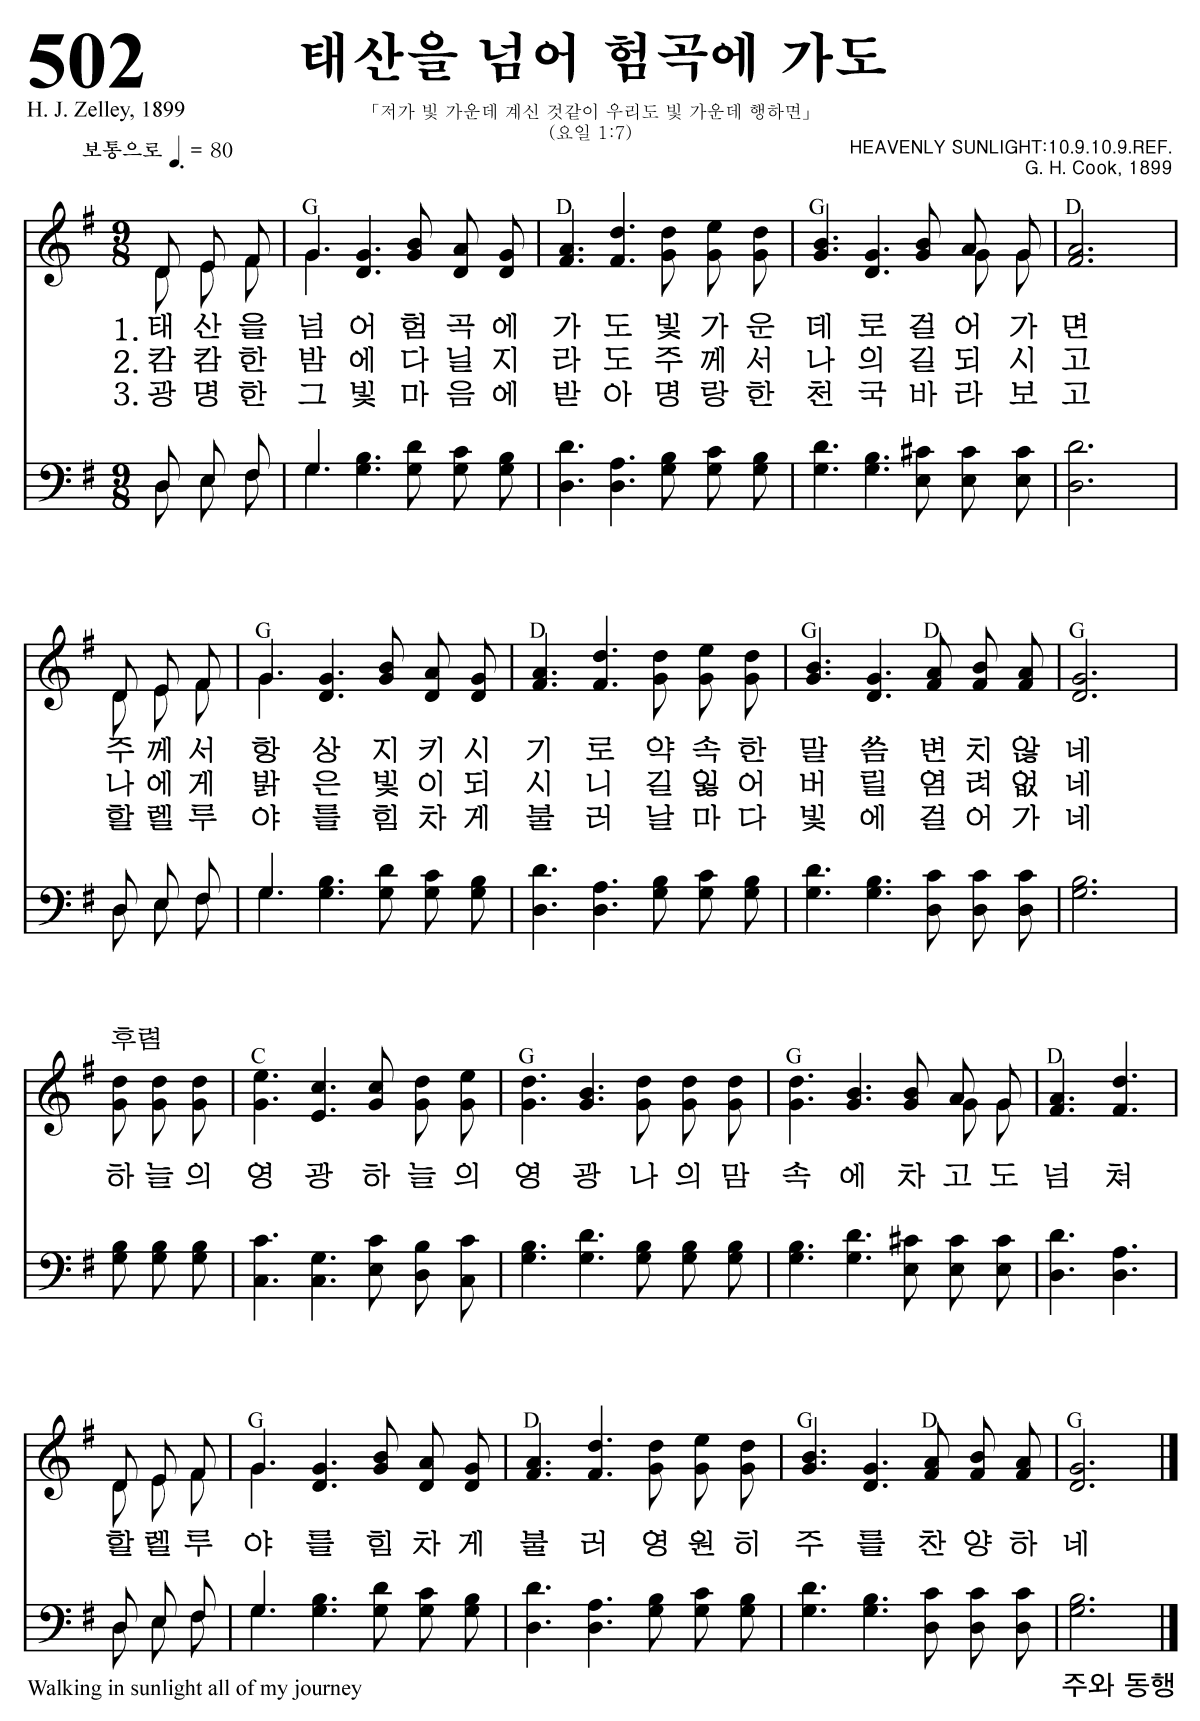 502
태산을 넘어 험곡에 가도
H. J. Zelley, 1899
「저가 빛 가운데 계신 것같이 우리도 빛 가운데 행하면」
(요일 1:7)
보통으로 ♩. = 80
HEAVENLY SUNLIGHT:10.9.10.9.REF.
G. H. Cook, 1899
G D G D
9 8
1. 태 산 을 넘 어 험 곡 에 가 도 빛 가 운 데 로 걸 어 가 면
2. 캄 캄 한 밤 에 다 닐 지 라 도 주 께 서 나 의 길 되 시 고
3. 광 명 한 그 빛 마 음 에 받 아 명 랑 한 천 국 바 라 보 고
9 8
G D G D G
주 께 서 항 상 지 키 시 기 로 약 속 한 말 씀 변 치 않 네
나 에 게 밝 은 빛 이 되 시 니 길 잃 어 버 릴 염 려 없 네
할 렐 루 야 를 힘 차 게 불 러 날 마 다 빛 에 걸 어 가 네
후렴
C G G D
하 늘 의 영 광 하 늘 의 영 광 나 의 맘 속 에 차 고 도 넘 쳐
G D G D G
할 렐 루 야 를 힘 차 게 불 러 영 원 히 주 를 찬 양 하 네
Walking in sunlight all of my journey
주와 동행